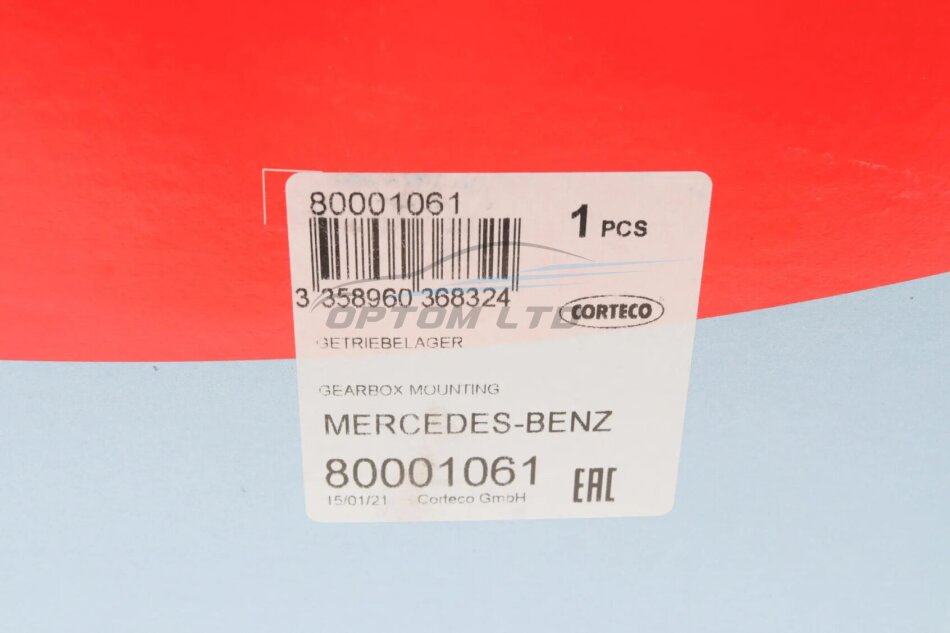 80001061
1 PCS
3 358960 368324
CORTECO
OPTOM LTD
GETRIEBELAGER
GEARBOX MOUNTING
MERCEDES-BENZ
80001061
15/01/21 Corteco GmbH
EAC